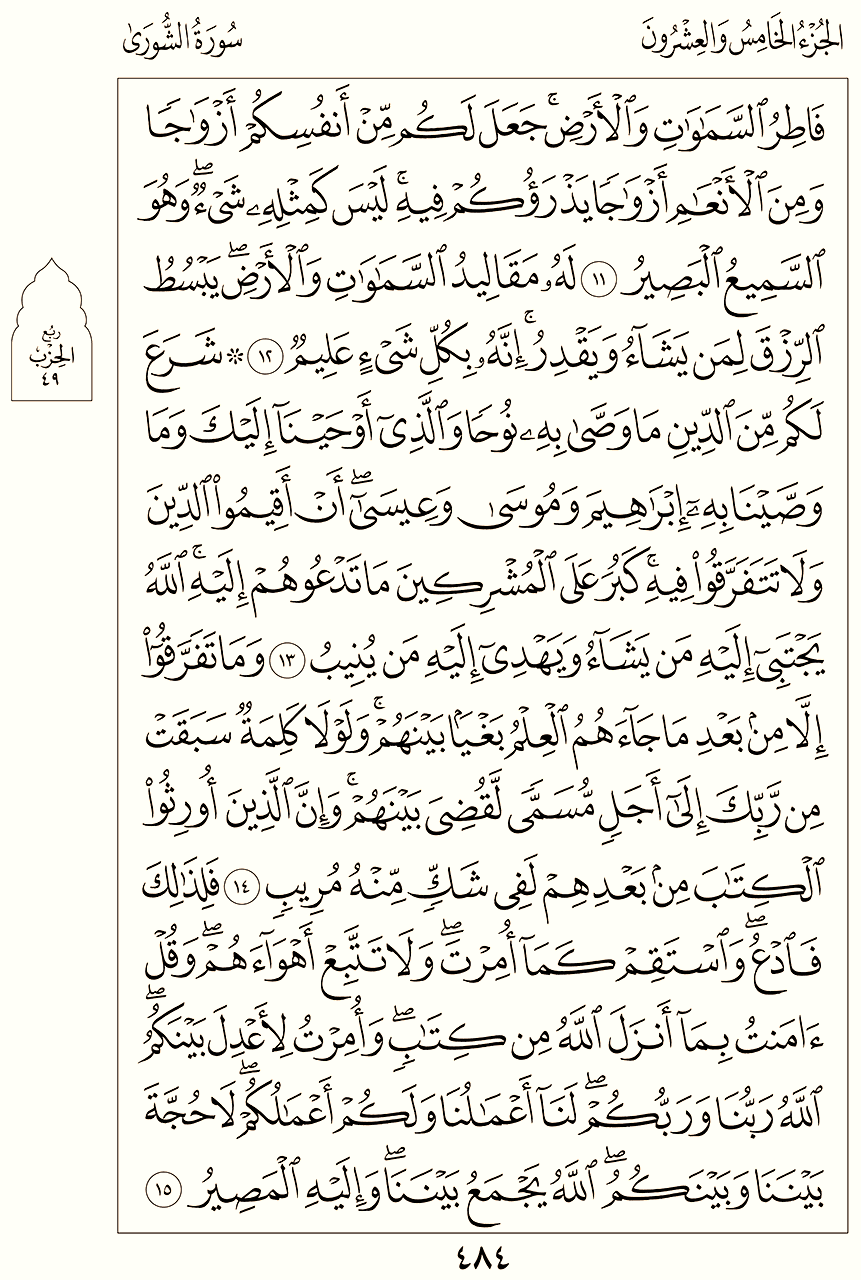 الجُزْءُ الخَامِسُ وَالعِشْرُونَ
سُورَةُ الشُّورَىٰ
فَاطِرُ ٱلسَّمَـٰوَٰتِ وَٱلْأَرْضِ ۚ جَعَلَ لَكُم مِّنْ أَنفُسِكُمْ أَزْوَٰجًا
وَمِنَ ٱلْأَنْعَـٰمِ أَزْوَٰجًا يَذْرَؤُكُمْ فِيهِ ۚ لَيْسَ كَمِثْلِهِۦ شَىْءٌ ۖ وَهُوَ
ٱلسَّمِيعُ ٱلْبَصِيرُ ١١ لَهُۥ مَقَالِيدُ ٱلسَّمَـٰوَٰتِ وَٱلْأَرْضِ ۖ يَبْسُطُ
ٱلرِّزْقَ لِمَن يَشَآءُ وَيَقْدِرُ ۚ إِنَّهُۥ بِكُلِّ شَىْءٍ عَلِيمٌ ١٢ ۞ شَرَعَ
لَكُم مِّنَ ٱلدِّينِ مَا وَصَّىٰ بِهِۦ نُوحًا وَٱلَّذِىٓ أَوْحَيْنَآ إِلَيْكَ وَمَا
وَصَّيْنَا بِهِۦٓ إِبْرَٰهِيمَ وَمُوسَىٰ وَعِيسَىٰٓ ۖ أَنْ أَقِيمُوا۟ ٱلدِّينَ
وَلَا تَتَفَرَّقُوا۟ فِيهِ ۚ كَبُرَ عَلَى ٱلْمُشْرِكِينَ مَا تَدْعُوهُمْ إِلَيْهِ ۚ ٱللَّهُ
يَجْتَبِىٓ إِلَيْهِ مَن يَشَآءُ وَيَهْدِىٓ إِلَيْهِ مَن يُنِيبُ ١٣ وَمَا تَفَرَّقُوٓا۟
إِلَّا مِنۢ بَعْدِ مَا جَآءَهُمُ ٱلْعِلْمُ بَغْيًۢا بَيْنَهُمْ ۚ وَلَوْلَا كَلِمَةٌ سَبَقَتْ
مِن رَّبِّكَ إِلَىٰٓ أَجَلٍ مُّسَمًّى لَّقُضِىَ بَيْنَهُمْ ۚ وَإِنَّ ٱلَّذِينَ أُورِثُوا۟
ٱلْكِتَـٰبَ مِنۢ بَعْدِهِمْ لَفِى شَكٍّ مِّنْهُ مُرِيبٍ ١٤ فَلِذَٰلِكَ
فَٱدْعُ ۖ وَٱسْتَقِمْ كَمَآ أُمِرْتَ ۖ وَلَا تَتَّبِعْ أَهْوَآءَهُمْ ۖ وَقُلْ
ءَامَنتُ بِمَآ أَنزَلَ ٱللَّهُ مِن كِتَـٰبٍ ۖ وَأُمِرْتُ لِأَعْدِلَ بَيْنَكُمُ ۖ
ٱللَّهُ رَبُّنَا وَرَبُّكُمْ ۖ لَنَآ أَعْمَـٰلُنَا وَلَكُمْ أَعْمَـٰلُكُمْ ۖ لَا حُجَّةَ
بَيْنَنَا وَبَيْنَكُمُ ۖ ٱللَّهُ يَجْمَعُ بَيْنَنَا ۖ وَإِلَيْهِ ٱلْمَصِيرُ ١٥
رُبْع
الحِزْب
٤٩
٤٨٤